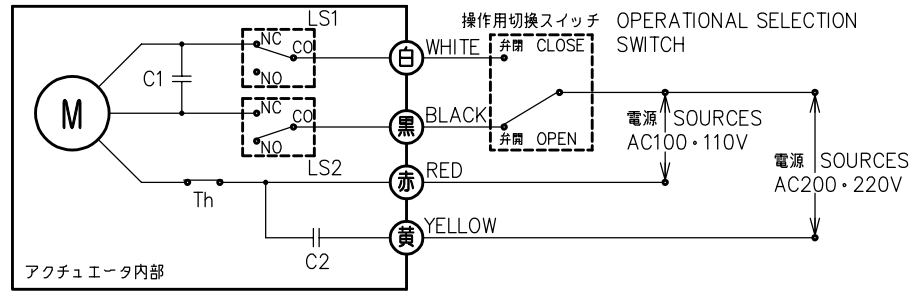 LS1
操作用切換スイッチ OPERATIONAL SELECTION
SWITCH
NC
CO
NO
白 WHITE
弁閉 CLOSE
C1
M
NC
CO
NO
黒 BLACK
弁開 OPEN
電源 SOURCES
AC100・110V
電源 SOURCES
AC200・220V
LS2
赤 RED
Th
黄 YELLOW
C2
アクチュエータ内部